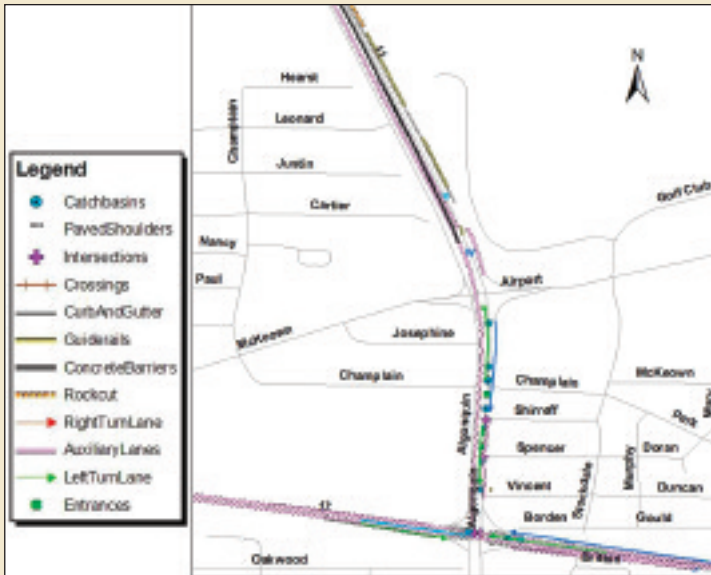 N
Hearst
Champlain
Leonard
Justin
Cartier
Golf Club
Legend
Catchbasins
PavedShoulders
Intersections
Crossings
CurbAndGutter
Guiderails
ConcreteBarriers
Rockcut
RightTurnLane
AuxiliaryLanes
LeftTurnLane
Entrances
Nancy
Paul
Airport
McKeown
Josephine
Champlain
Champlain
McKeown
Algonquin
Shirreff
Spencer
Stockdale
Murphy
Doran
Vincent
Duncan
Borden
Gould
Oakwood